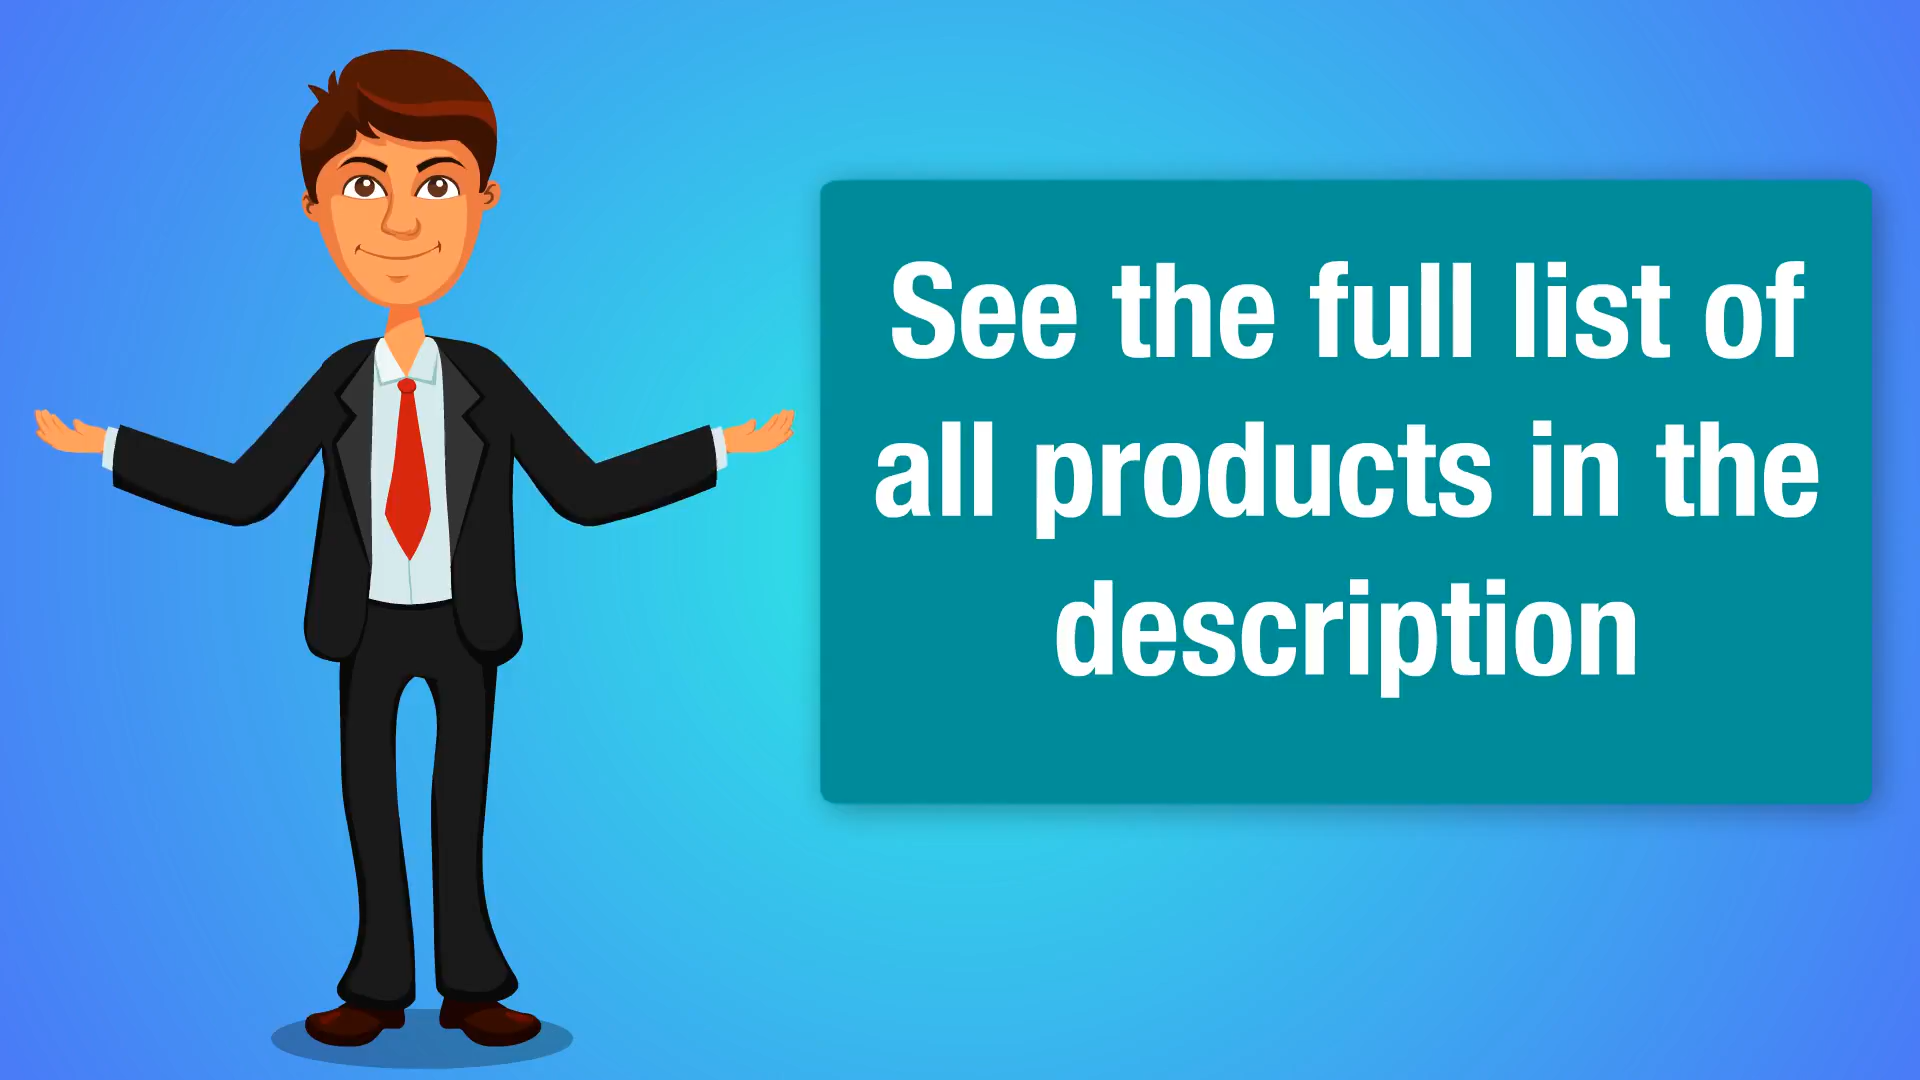 See the full list of
all products in the
description